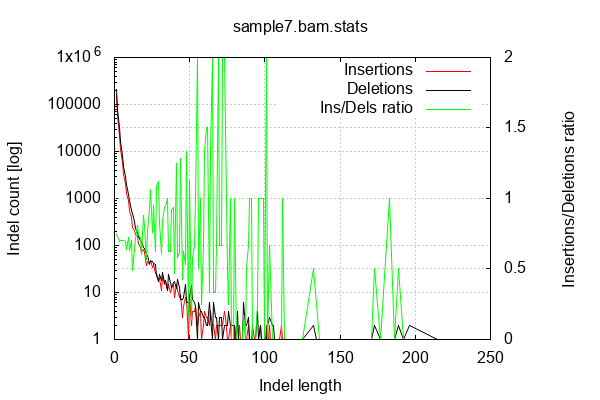 sample7.bam.stats
Insertions
Deletions
Ins/Dels ratio
Indel count [log]
1x10^6
100000
10000
1000
100
10
1
2
1.5
1
0.5
0
Insertions/Deletions ratio
0 50 100 150 200 250
Indel length